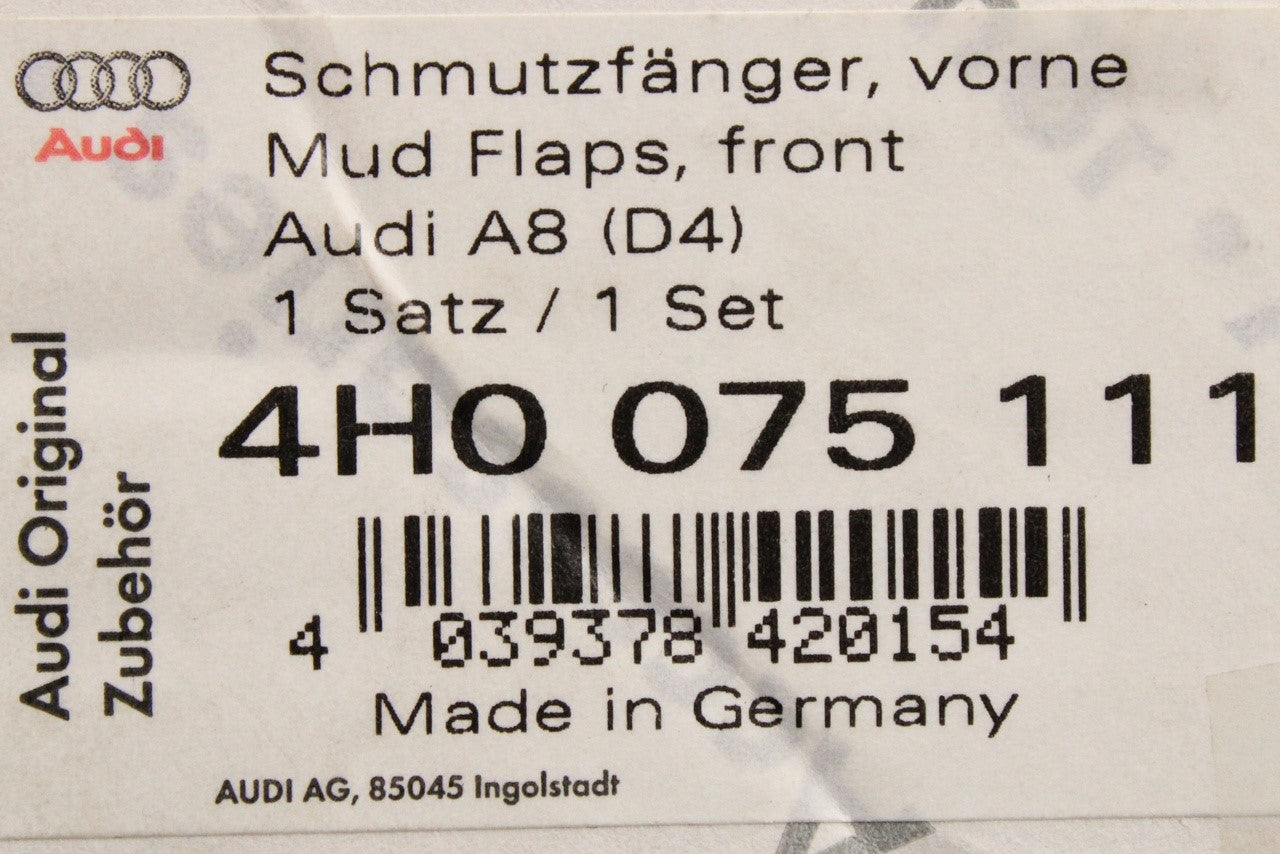 Audi
Schmutzfänger, vorne
Mud Flaps, front
Audi A8 (D4)
1 Satz / 1 Set
4H0 075 111
4 039378 420154
Made in Germany
AUDI AG, 85045 Ingolstadt
Audi Original
Zubehör